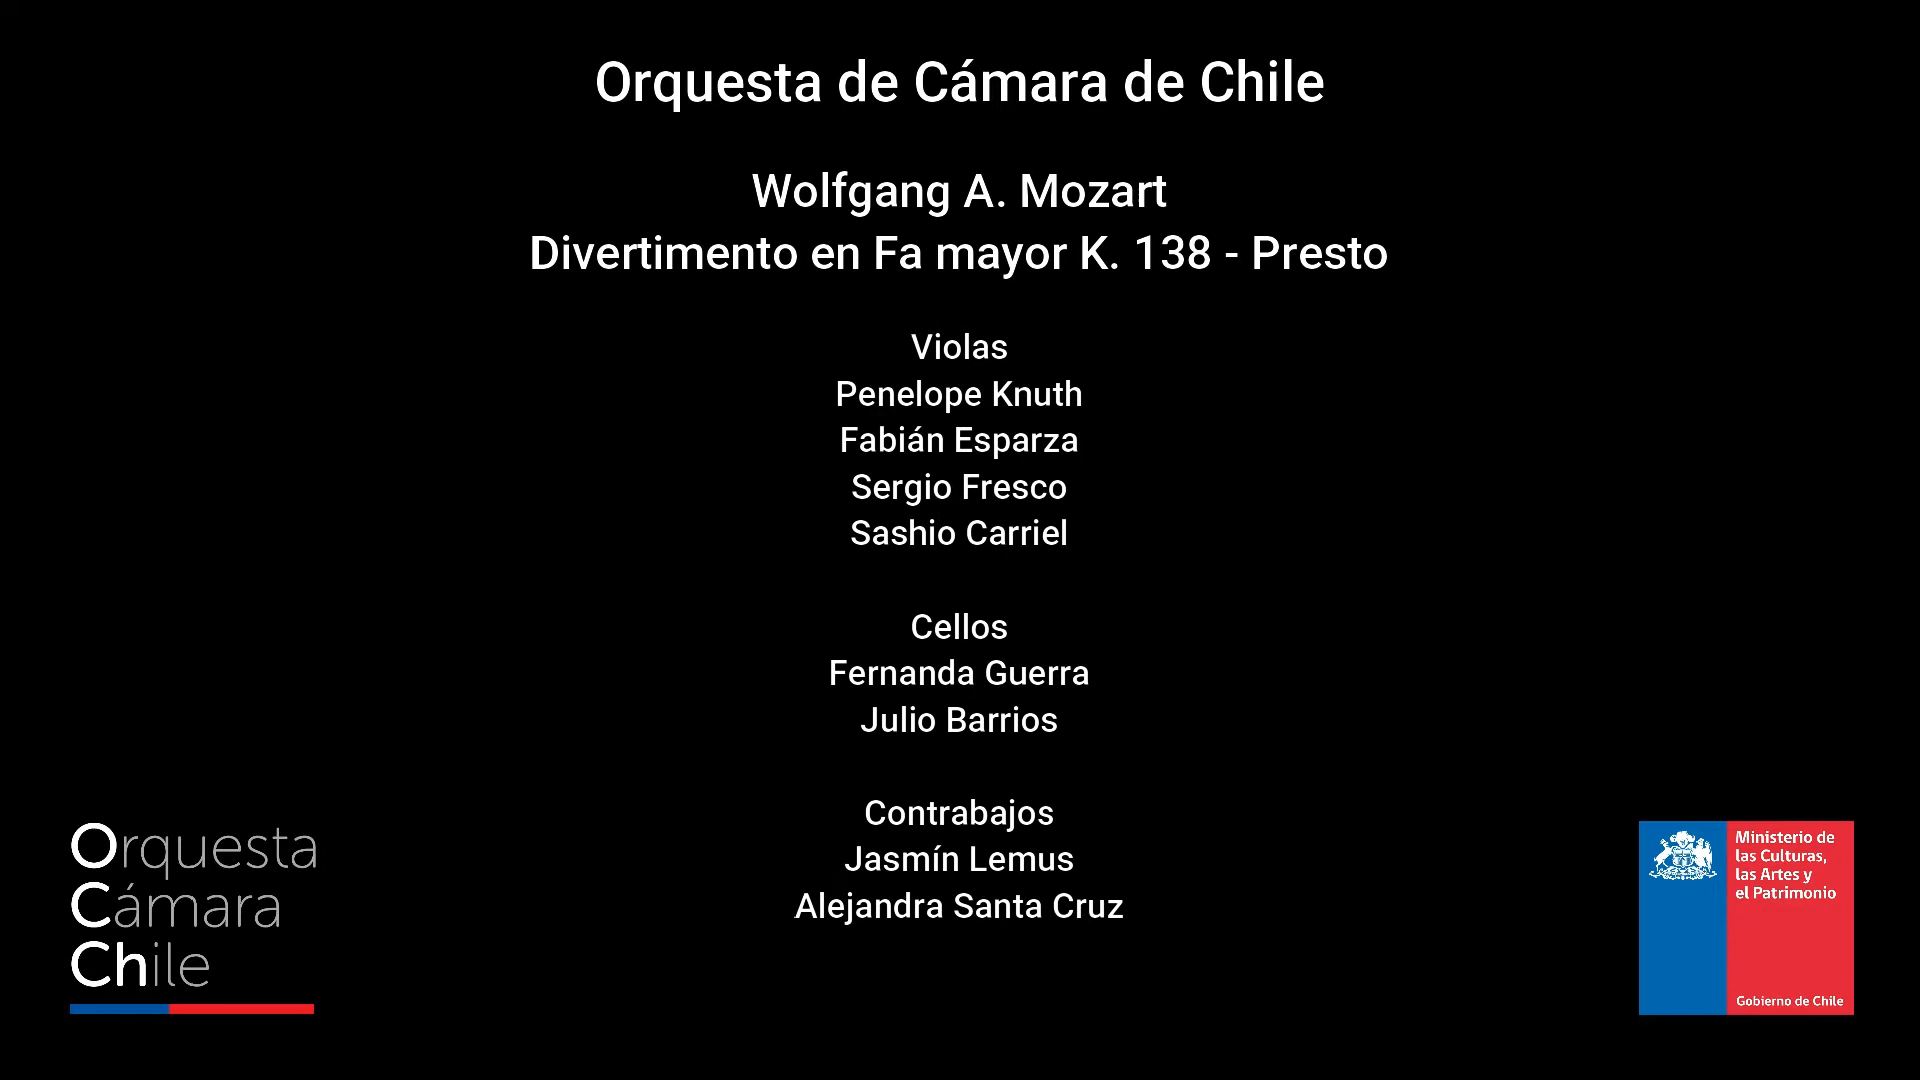 Orquesta de Cámara de Chile
Wolfgang A. Mozart
Divertimento en Fa mayor K. 138 - Presto
Violas
Penelope Knuth
Fabián Esparza
Sergio Fresco
Sashio Carriel
Cellos
Fernanda Guerra
Julio Barrios
Contrabajos
Jasmín Lemus
Alejandra Santa Cruz
Orquesta
Cámara
Chile
Ministerio de
las Culturas,
las Artes y
el Patrimonio
Gobierno de Chile